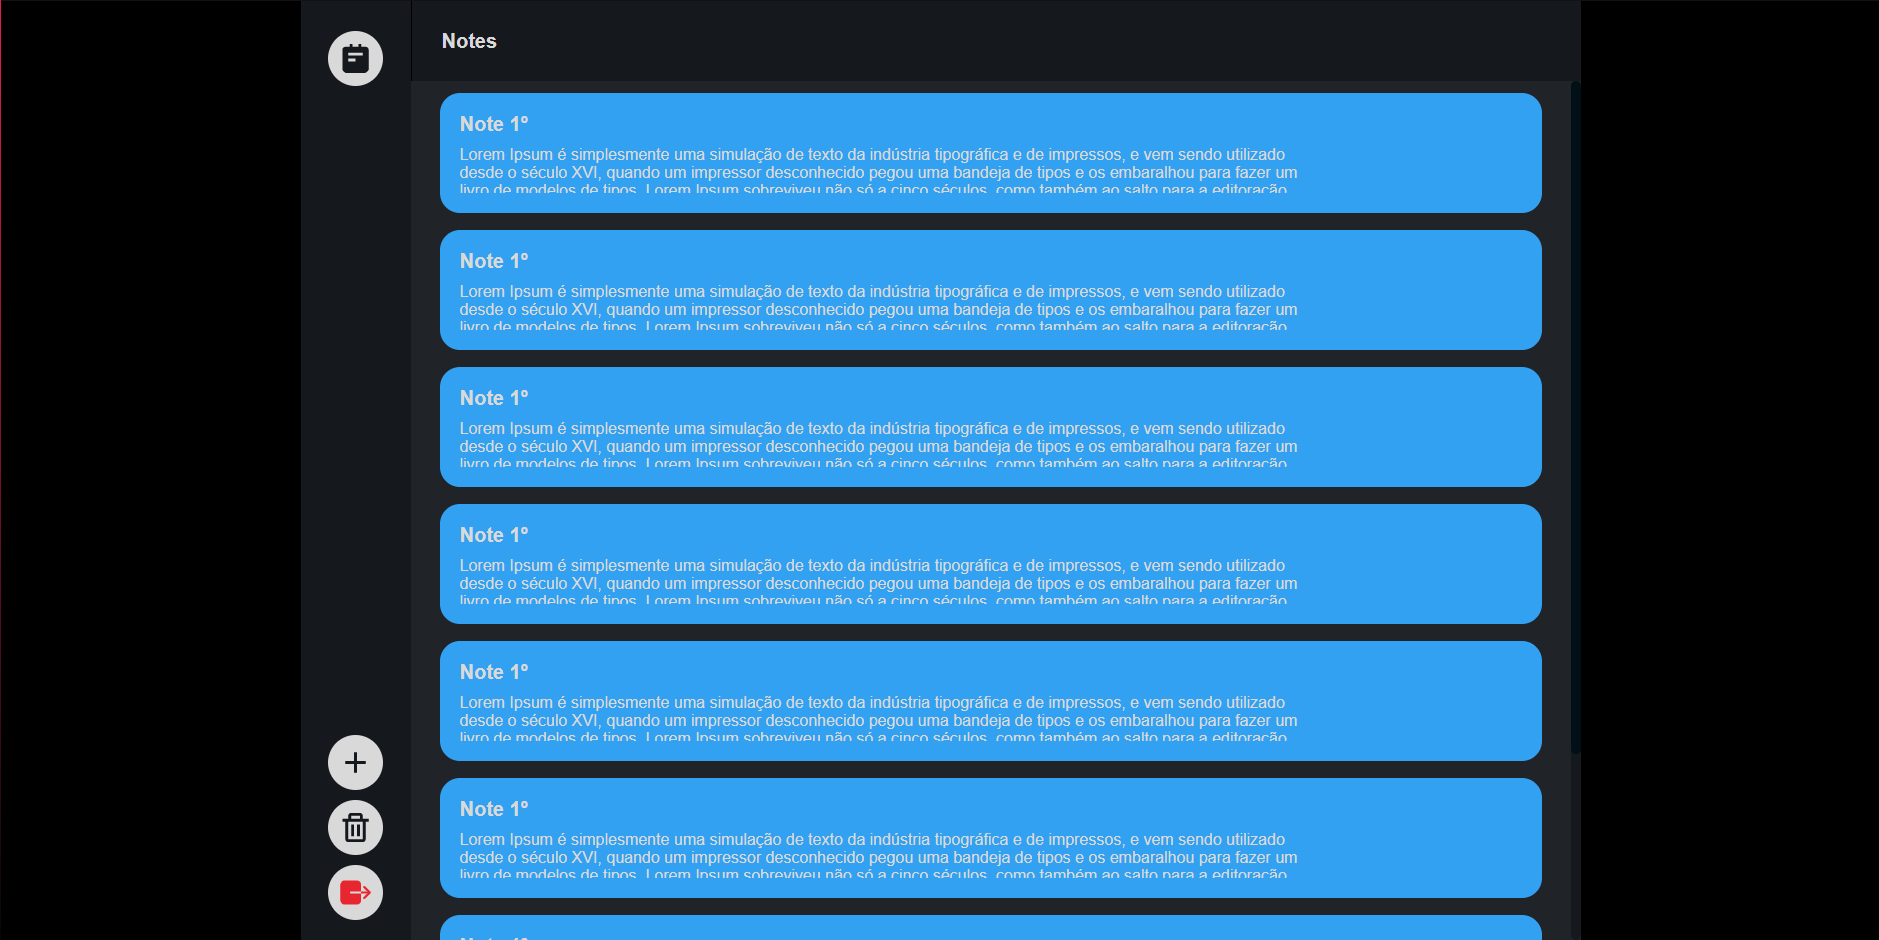 Notes
Note 1º
Lorem Ipsum é simplesmente uma simulação de texto da indústria tipográfica e de impressos, e vem sendo utilizado
desde o século XVI, quando um impressor desconhecido pegou uma bandeja de tipos e os embaralhou para fazer um
livro de modelos de tipos. Lorem Ipsum sobreviveu não só a cinco séculos, como também ao salto para a editoração
Note 1º
Lorem Ipsum é simplesmente uma simulação de texto da indústria tipográfica e de impressos, e vem sendo utilizado
desde o século XVI, quando um impressor desconhecido pegou uma bandeja de tipos e os embaralhou para fazer um
livro de modelos de tipos. Lorem Ipsum sobreviveu não só a cinco séculos, como também ao salto para a editoração
Note 1º
Lorem Ipsum é simplesmente uma simulação de texto da indústria tipográfica e de impressos, e vem sendo utilizado
desde o século XVI, quando um impressor desconhecido pegou uma bandeja de tipos e os embaralhou para fazer um
livro de modelos de tipos. Lorem Ipsum sobreviveu não só a cinco séculos, como também ao salto para a editoração
Note 1º
Lorem Ipsum é simplesmente uma simulação de texto da indústria tipográfica e de impressos, e vem sendo utilizado
desde o século XVI, quando um impressor desconhecido pegou uma bandeja de tipos e os embaralhou para fazer um
livro de modelos de tipos. Lorem Ipsum sobreviveu não só a cinco séculos, como também ao salto para a editoração
Note 1º
Lorem Ipsum é simplesmente uma simulação de texto da indústria tipográfica e de impressos, e vem sendo utilizado
desde o século XVI, quando um impressor desconhecido pegou uma bandeja de tipos e os embaralhou para fazer um
livro de modelos de tipos. Lorem Ipsum sobreviveu não só a cinco séculos, como também ao salto para a editoração
Note 1º
Lorem Ipsum é simplesmente uma simulação de texto da indústria tipográfica e de impressos, e vem sendo utilizado
desde o século XVI, quando um impressor desconhecido pegou uma bandeja de tipos e os embaralhou para fazer um
livro de modelos de tipos. Lorem Ipsum sobreviveu não só a cinco séculos, como também ao salto para a editoração